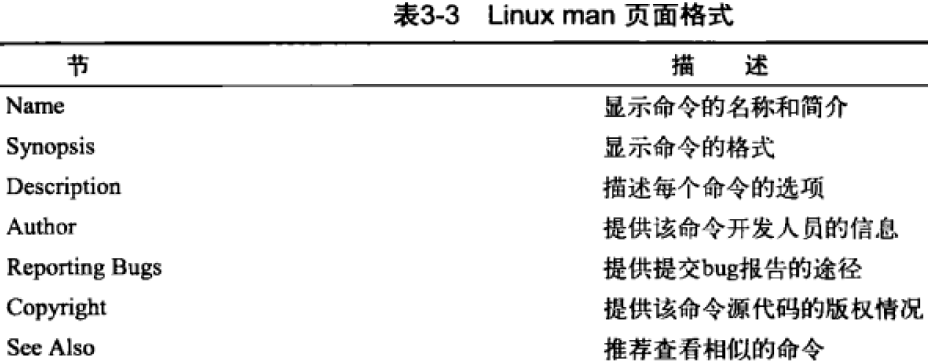 表3-3 Linux man 页面格式
节 描 述
Name 显示命令的名称和简介
Synopsis 显示命令的格式
Description 描述每个命令的选项
Author 提供该命令开发人员的信息
Reporting Bugs 提供提交bug报告的途径
Copyright 提供该命令源代码的版权情况
See Also 推荐查看相似的命令